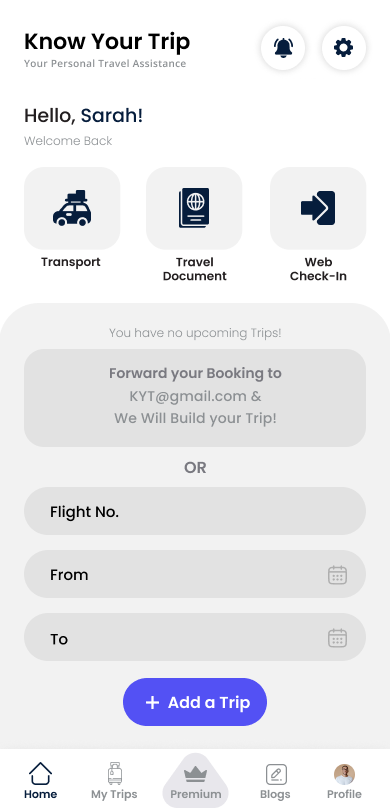 Know Your Trip
Your Personal Travel Assistance
Hello, Sarah!
Welcome Back
Transport
Travel
Document
Web
Check-In
You have no upcoming Trips!
Forward your Booking to
KYT@gmail.com &
We Will Build your Trip!
OR
Flight No.
From
To
+ Add a Trip
Home
My Trips
Premium
Blogs
Profile